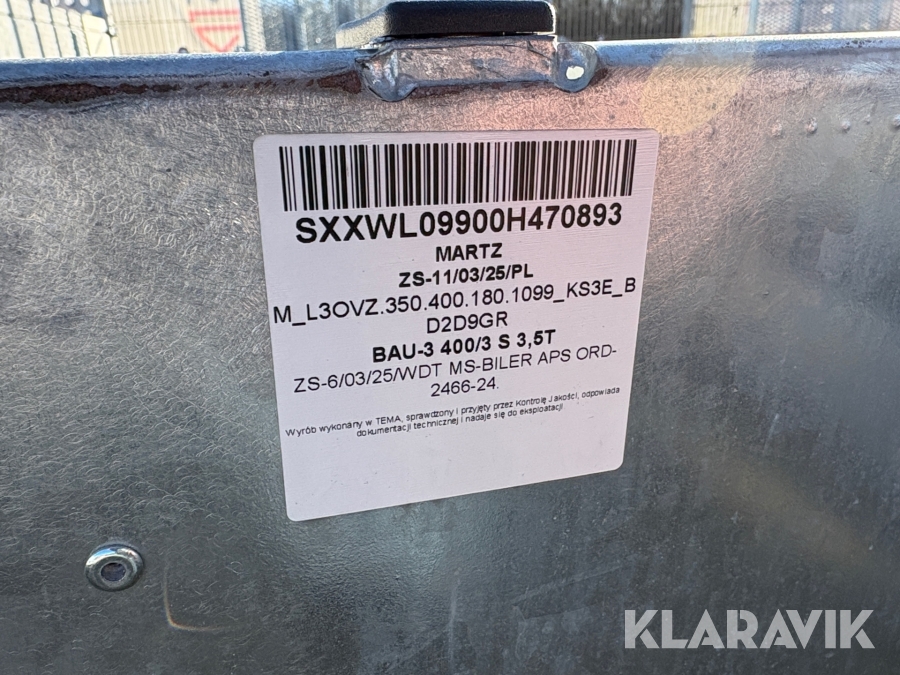 SXXWL09900H470893
MARTZ
ZS-11/03/25/PL
M_L3OVZ.350.400.180.1099_KS3E_B
D2D9GR
BAU-3 400/3 S 3,5T
ZS-6/03/25/WDT MS-BILER APS ORD-
2466-24.
Wyrób wykonany w TEMA, sprawdzony i przyjęty przez Kontrolę Jakości, odpowiada
dokumentacji technicznej i nadaje się do eksploatacji.
KLARAVIK